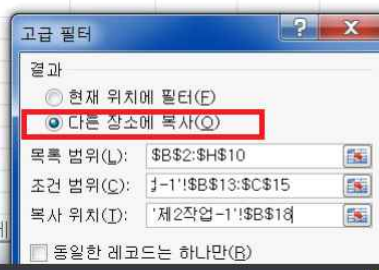 고급 필터
결과
현재 위치에 필터(F)
다른 장소에 복사(O)
목록 범위(L): $B$2:$H$10
조건 범위(C): -1'!$B$13:$C$15
복사 위치(T): '제2작업-1'!$B$18
동일한 레코드는 하나만(R)